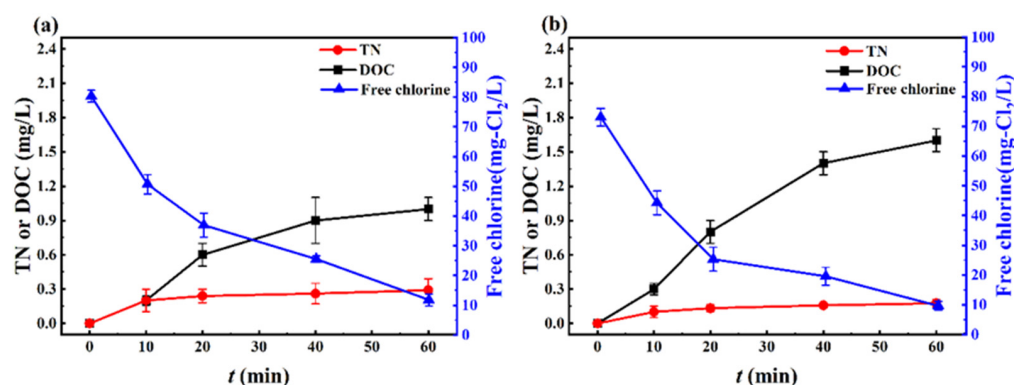 (a)
TN
DOC
Free chlorine
TN or DOC (mg/L)
2.4
2.1
1.8
1.5
1.2
0.9
0.6
0.3
0.0
100
90
80
70
60
50
40
30
20
10
0
Free chlorine(mg-Cl2/L)
0 10 20 40 60
t (min)
(b)
TN
DOC
Free chlorine
TN or DOC (mg/L)
2.4
2.1
1.8
1.5
1.2
0.9
0.6
0.3
0.0
100
90
80
70
60
50
40
30
20
10
0
Free chlorine(mg-Cl2/L)
0 10 20 40 60
t (min)